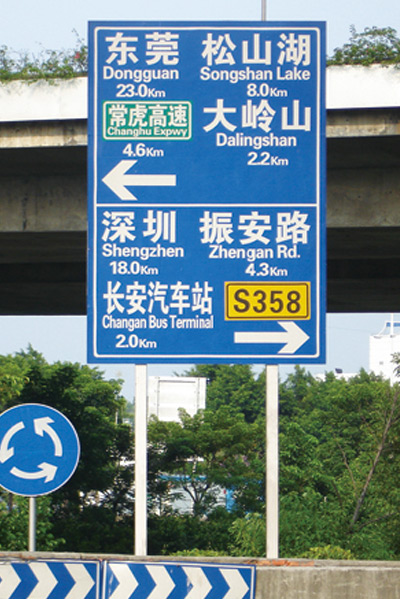 东莞 松山湖
Dongguan Songshan Lake
23.0Km 8.0Km
常虎高速 大岭山
Changhu Expwy Dalingshan
4.6Km 2.2Km
深圳 振安路
Shengzhen Zhengan Rd.
18.0Km 4.3Km
长安汽车站 S358
Changan Bus Terminal
2.0Km